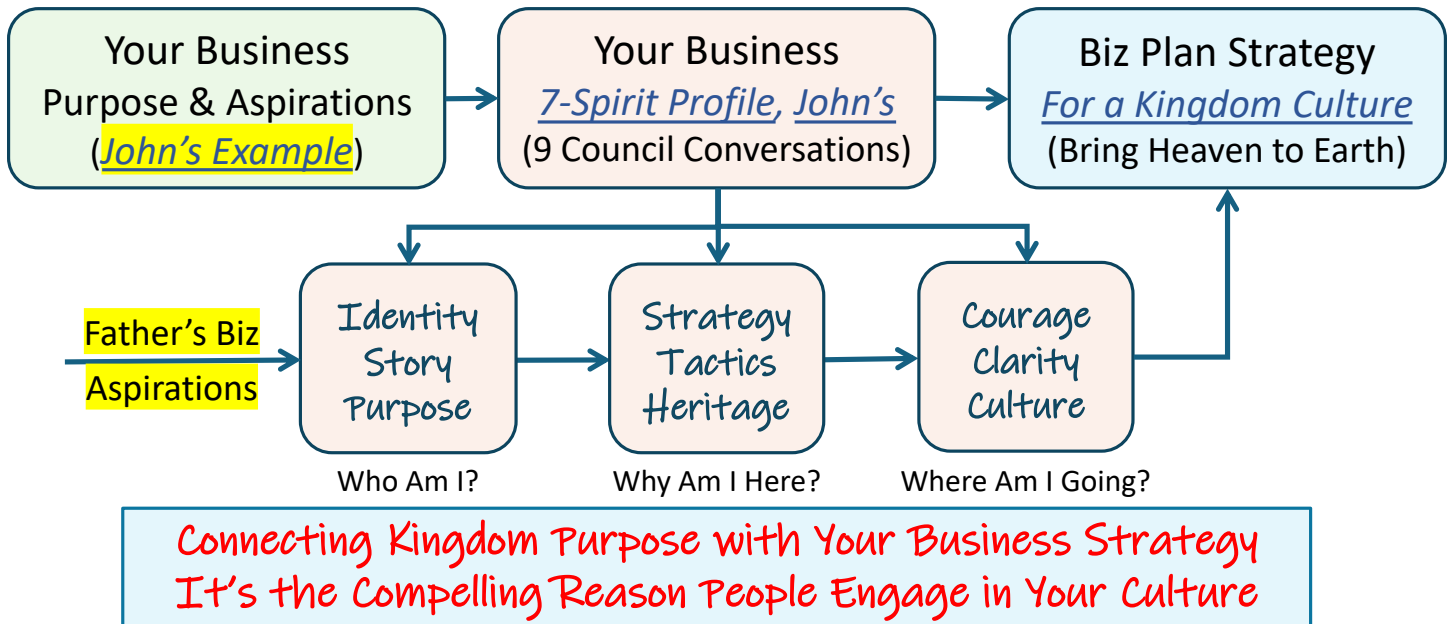 Your Business
Purpose & Aspirations
(John’s Example)
Your Business
7-Spirit Profile, John’s
(9 Council Conversations)
Biz Plan Strategy
For a Kingdom Culture
(Bring Heaven to Earth)
Father’s Biz
Aspirations
Identity
Story
Purpose
Who Am I?
Strategy
Tactics
Heritage
Why Am I Here?
Courage
Clarity
Culture
Where Am I Going?
Connecting Kingdom Purpose with Your Business Strategy
It’s the Compelling Reason People Engage in Your Culture